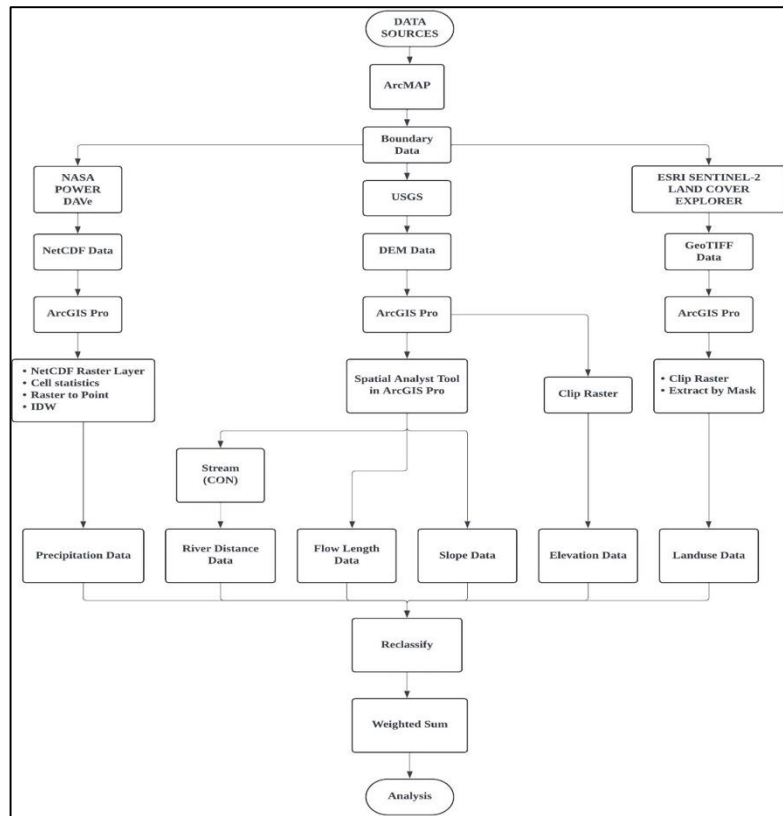 DATA
SOURCES
ArcMAP
Boundary
Data
NASA
POWER
DAVe
USGS
ESRI SENTINEL-2
LAND COVER
EXPLORER
NetCDF Data
DEM Data
GeoTIFF
Data
ArcGIS Pro
ArcGIS Pro
ArcGIS Pro
• NetCDF Raster Layer
• Cell statistics
• Raster to Point
• IDW
Spatial Analyst Tool
in ArcGIS Pro
Clip Raster
• Clip Raster
• Extract by Mask
Stream
(CON)
Precipitation Data
River Distance
Data
Flow Length
Data
Slope Data
Elevation Data
Landuse Data
Reclassify
Weighted Sum
Analysis